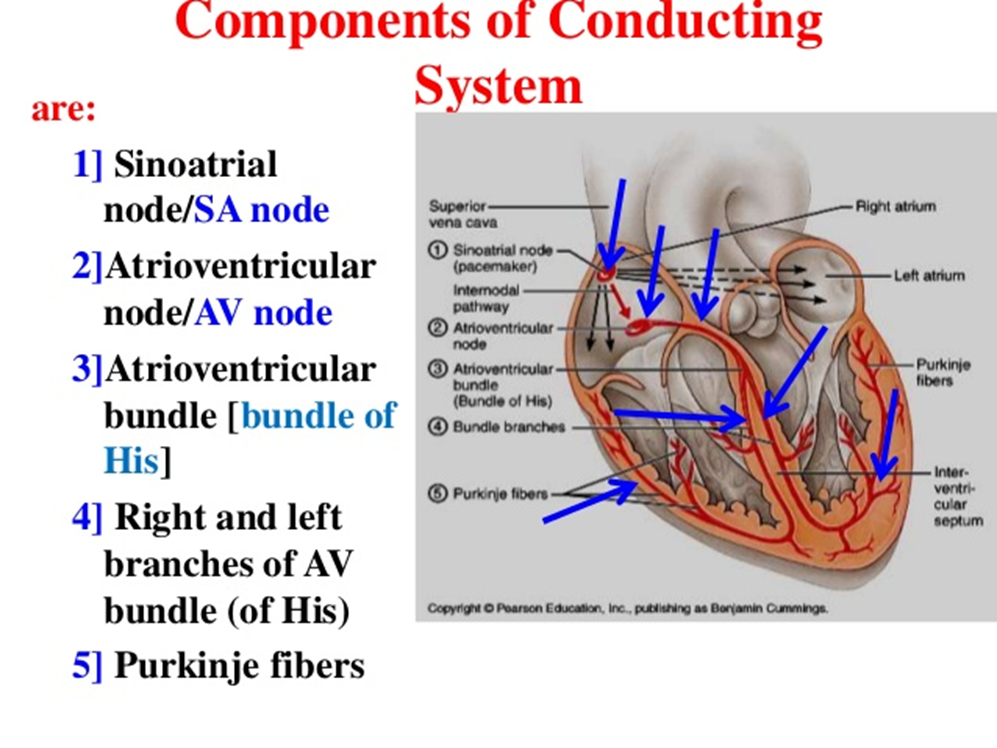 Components of Conducting
System
are:
1] Sinoatrial
node/SA node
2]Atrioventricular
node/AV node
3]Atrioventricular
bundle [bundle of
His]
4] Right and left
branches of AV
bundle (of His)
5] Purkinje fibers
Superior
vena cava
① Sinoatrial node
(pacemaker)
Internodal
pathway
② Atrioventricular
node
③ Atrioventricular
bundle
(Bundle of His)
④ Bundle branches
⑤ Purkinje fibers
Right atrium
Left atrium
Purkinje
fibers
Inter-
ventri-
cular
septum
Copyright © Pearson Education, Inc., publishing as Benjamin Cummings.